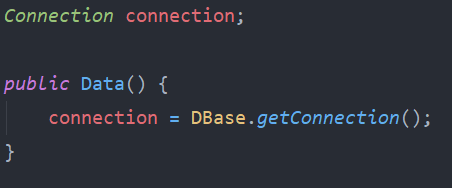 Connection connection;
public Data() {
connection = DBase.getConnection();
}